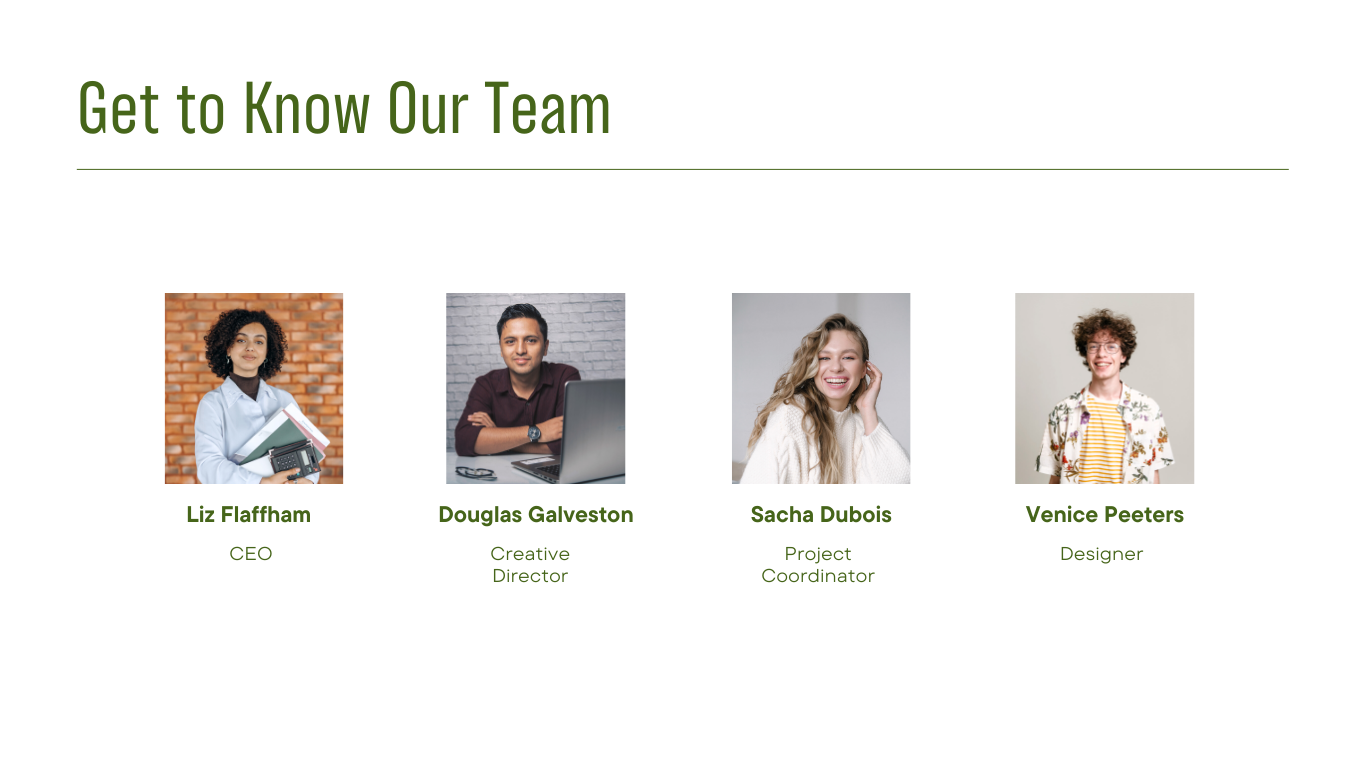 Get to Know Our Team
Liz Flaffham
CEO
Douglas Galveston
Creative
Director
Sacha Dubois
Project
Coordinator
Venice Peeters
Designer